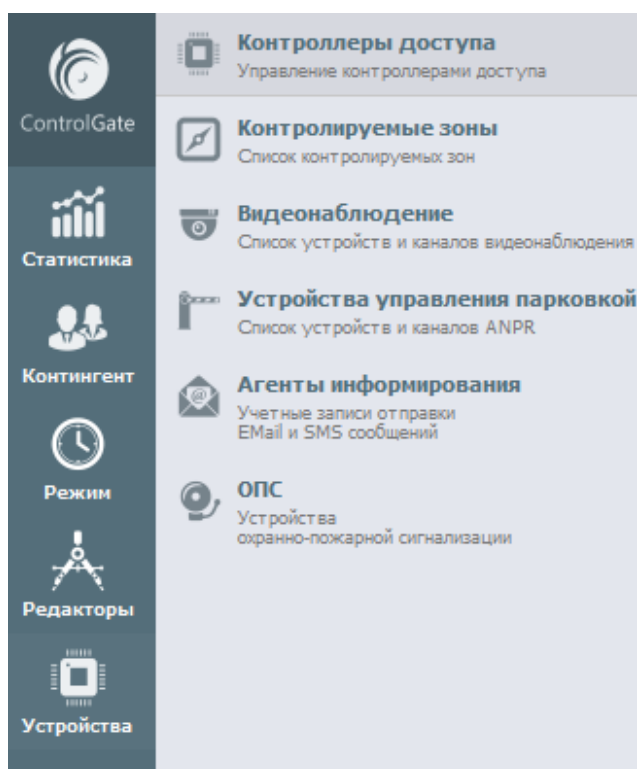 ControlGate
Статистика
Контингент
Режим
Редакторы
Устройства
Контроллеры доступа
Управление контроллерами доступа
Контролируемые зоны
Список контролируемых зон
Видеонаблюдение
Список устройств и каналов видеонаблюдения
Устройства управления парковкой
Список устройств и каналов ANPR
Агенты информирования
Учетные записи отправки
EMail и SMS сообщений
ОПС
Устройства
охранно-пожарной сигнализации